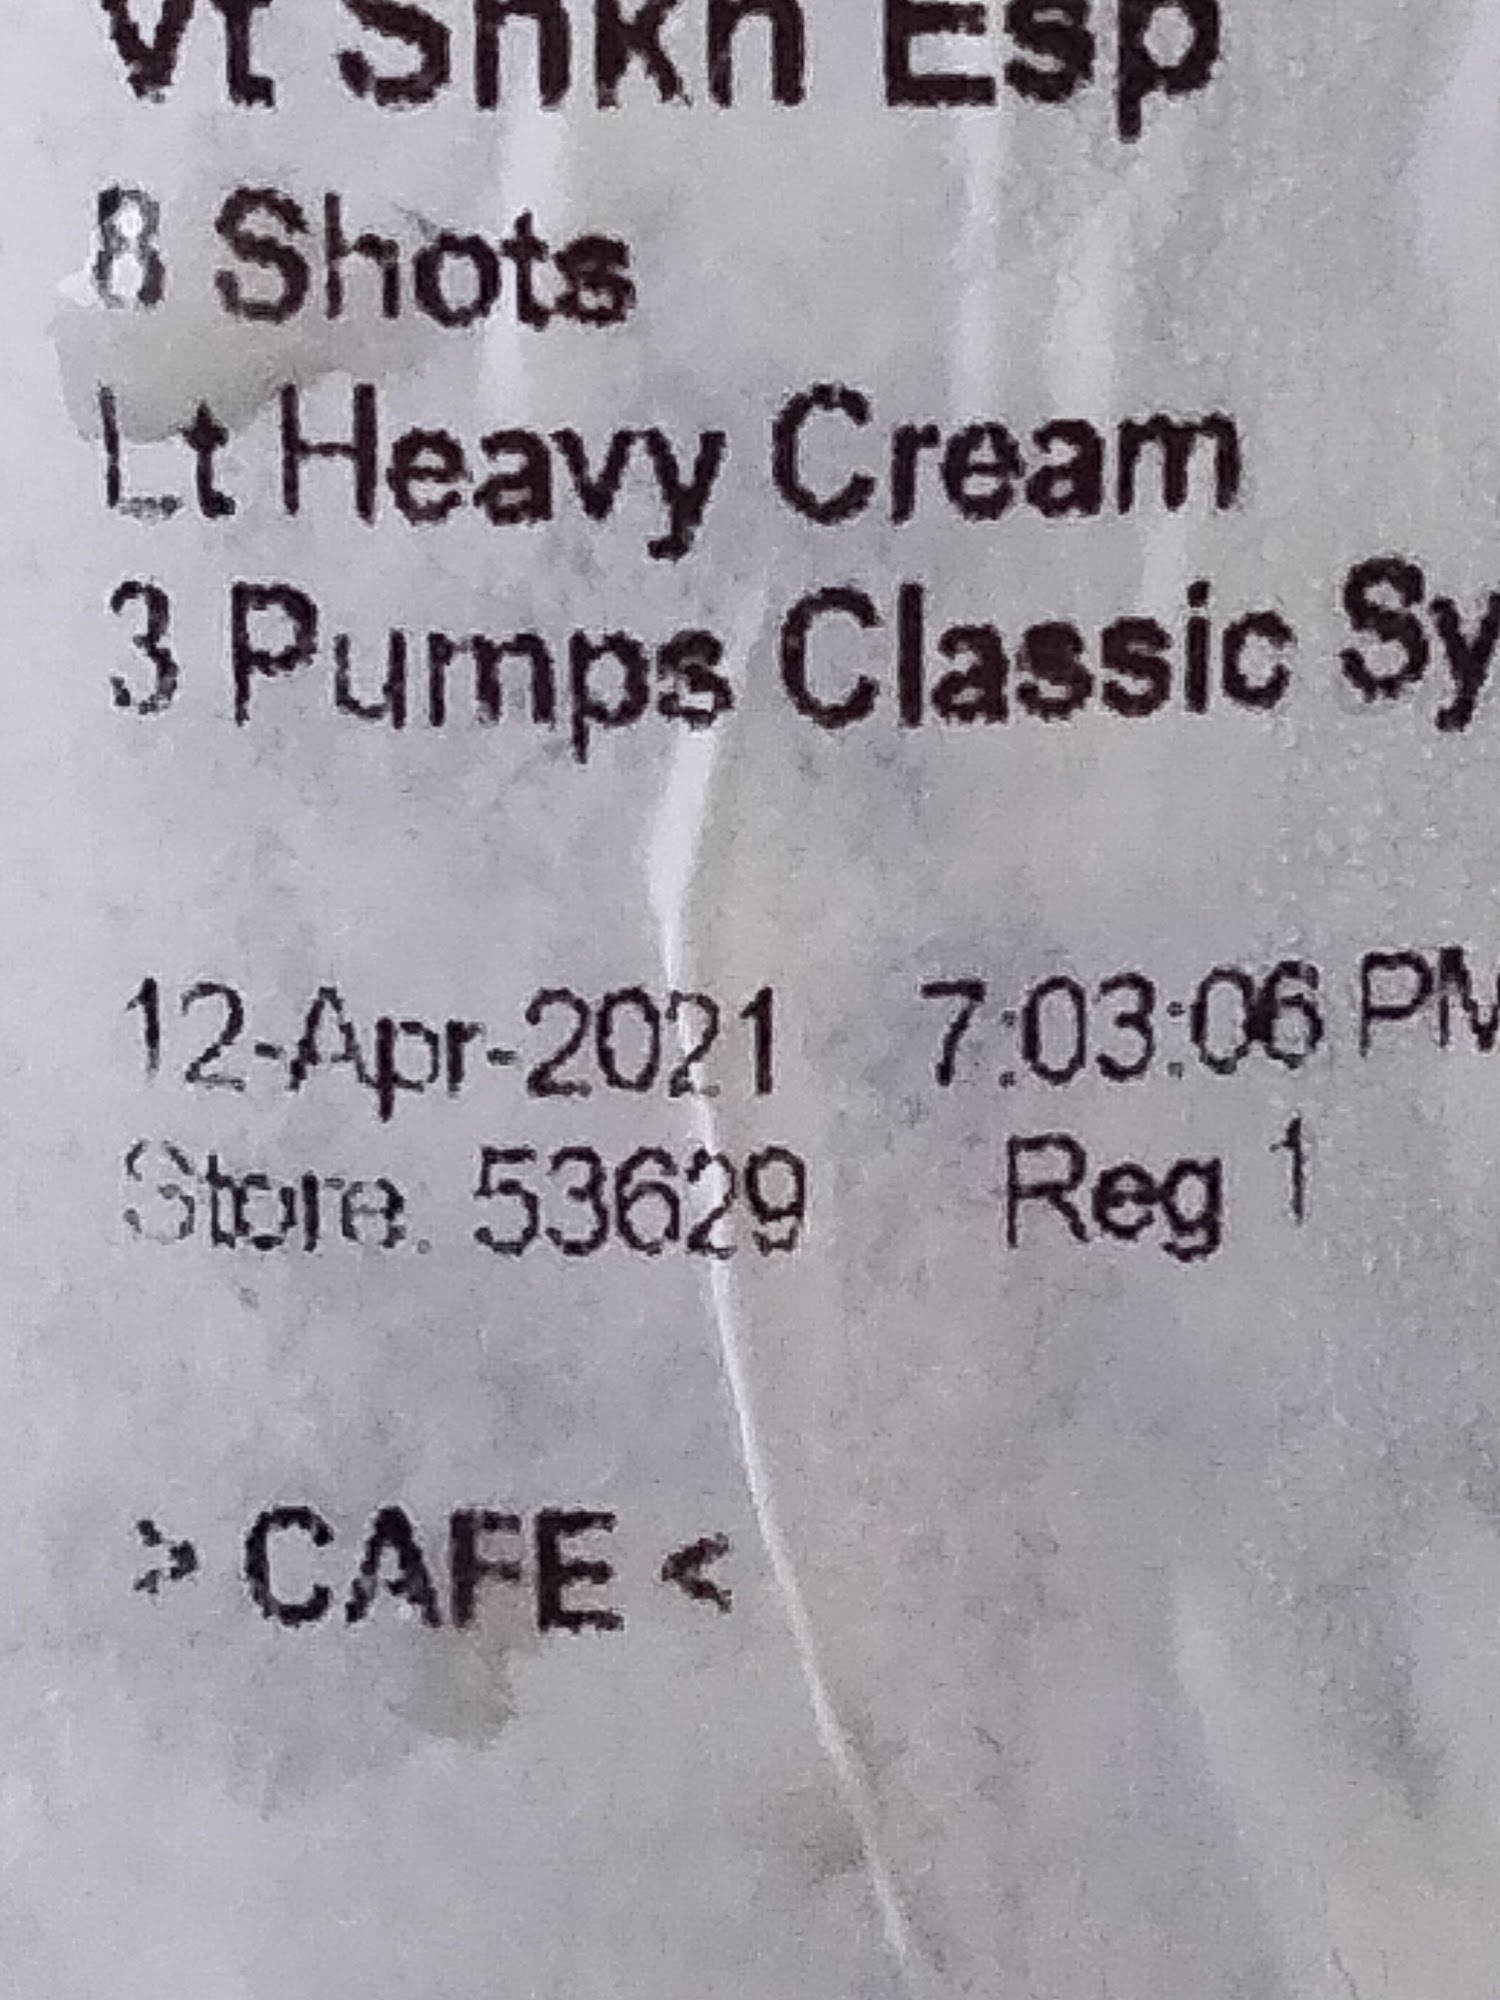 Vt Shkn Esp
8 Shots
Lt Heavy Cream
3 Pumps Classic Sy
12-Apr-2021 7:03:06 PM
Store. 53629 Reg 1
> CAFE <